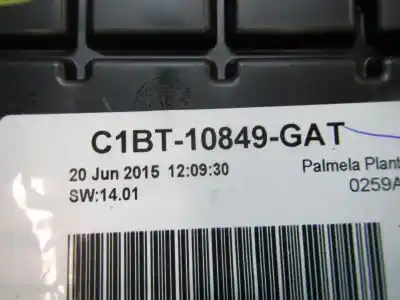 C1BT-10849-GAT
20 Jun 2015 12:09:30 Palmela Plant
SW:14.01 0259A